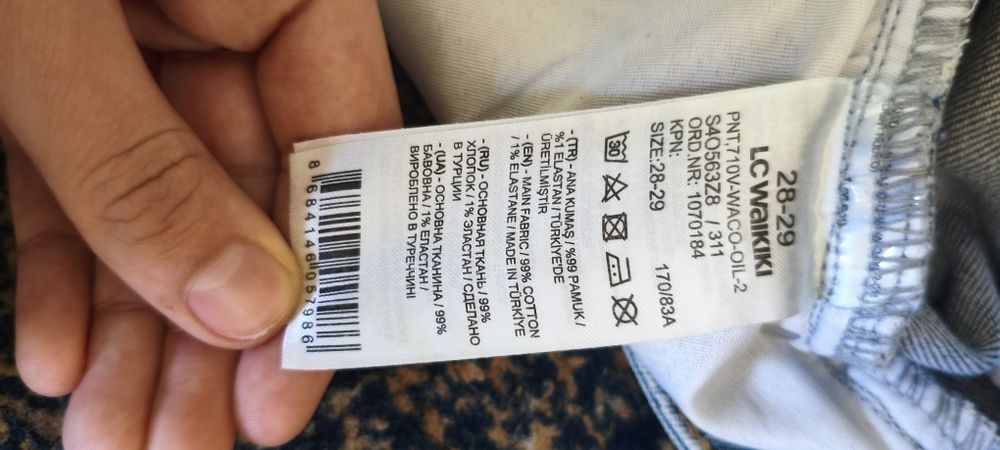 28-29
LC WAIKIKI
PNT,710V-WACO-OIL-2
S4O563Z8 / 311
ORD.NR: 1070184
KPN:
SIZE:28-29 170/83A
30
- (TR) - ANA KUMAS / %99 PAMUK /
%1 ELASTAN / TÜRKİYE'DE
ÜRETİLMİŞTİR
- (EN) - MAIN FABRIC / 99% COTTON
/ 1% ELASTANE / MADE IN TÜRKİYE
- (RU) - ОСНОВНАЯ ТКАНЬ / 99%
ХЛОПОК / 1% ЭЛАСТАН / СДЕЛАНО
В ТУРЦИИ
- (UA) - ОСНОВНА ТКАНИНА / 99%
БАВОВНА / 1% ЕЛАСТАН /
ВИРОБЛЕНО В ТУРЕЧЧИНІ
8684146057986